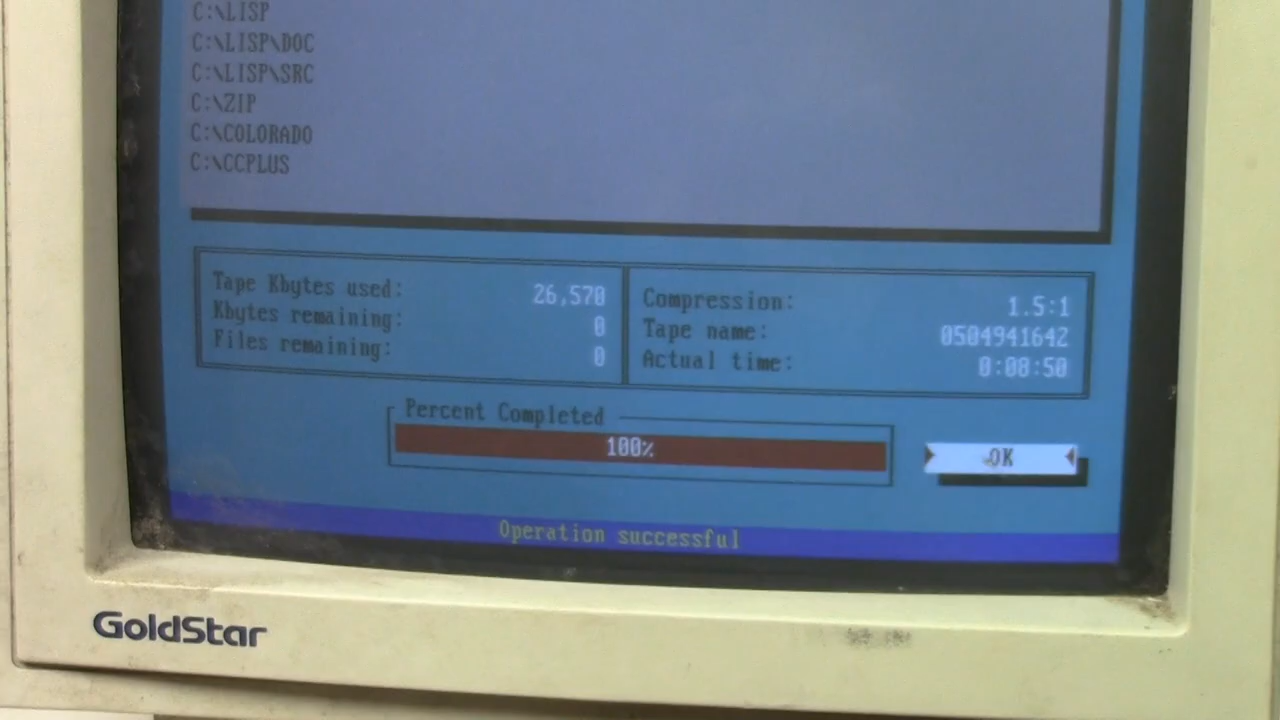 C:\LISP
C:\LISP\DOC
C:\LISP\SRC
C:\ZIP
C:\COLORADO
C:\CCPLUS
Tape Kbytes used: 26,570
Kbytes remaining: 0
Files remaining: 0
Compression: 1.5:1
Tape name: 0504941642
Actual time: 0:08:50
Percent Completed
100%
OK
Operation successful
GoldStar